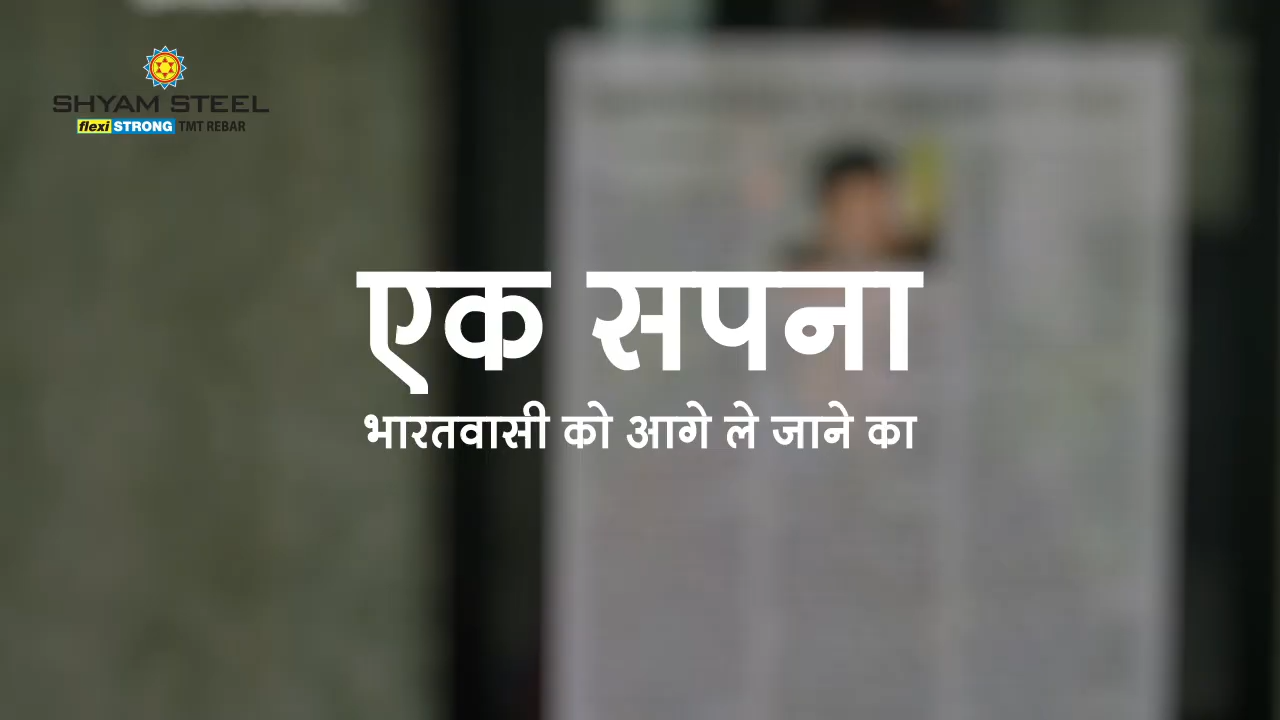 SHYAM STEEL
flexi STRONG TMT REBAR
एक सपना
भारतवासी को आगे ले जाने का